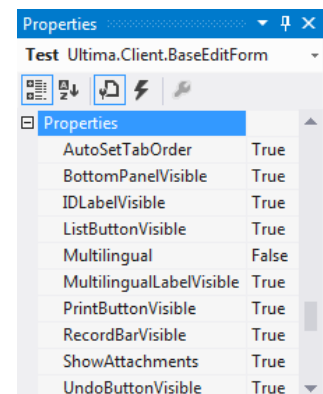 Properties
Test Ultima.Client.BaseEditForm
Properties
AutoSetTabOrder True
BottomPanelVisible True
IDLabelVisible True
ListButtonVisible True
Multilingual False
MultilingualLabelVisible True
PrintButtonVisible True
RecordBarVisible True
ShowAttachments True
UndoButtonVisible True